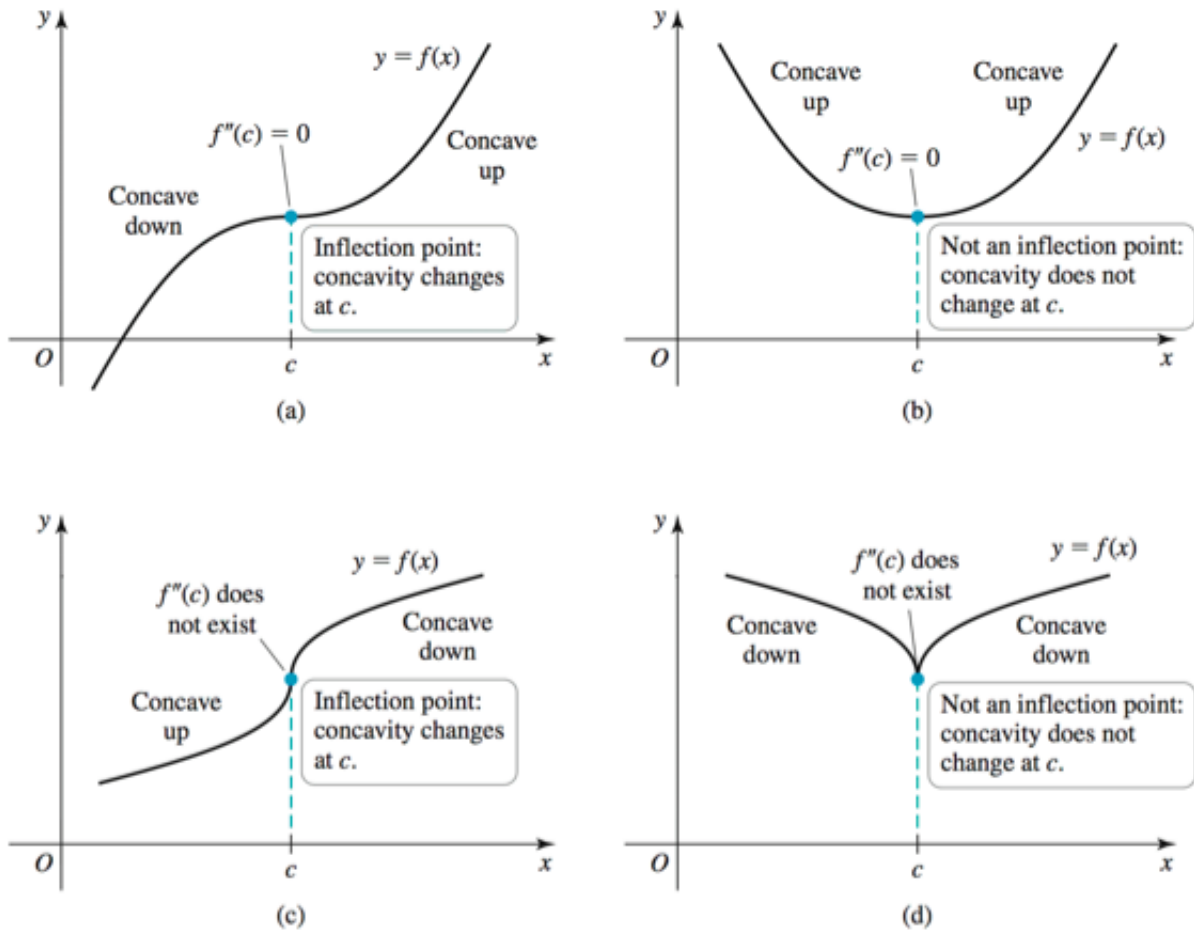 y
y = f(x)
f″(c) = 0
Concave
up
Concave
down
Inflection point:
concavity changes
at c.
O
c
x
(a)
y
Concave
up
Concave
up
y = f(x)
f″(c) = 0
Not an inflection point:
concavity does not
change at c.
O
c
x
(b)
y
y = f(x)
f″(c) does
not exist
Concave
down
Concave
up
Inflection point:
concavity changes
at c.
O
c
x
(c)
y
y = f(x)
f″(c) does
not exist
Concave
down
Concave
down
Not an inflection point:
concavity does not
change at c.
O
c
x
(d)